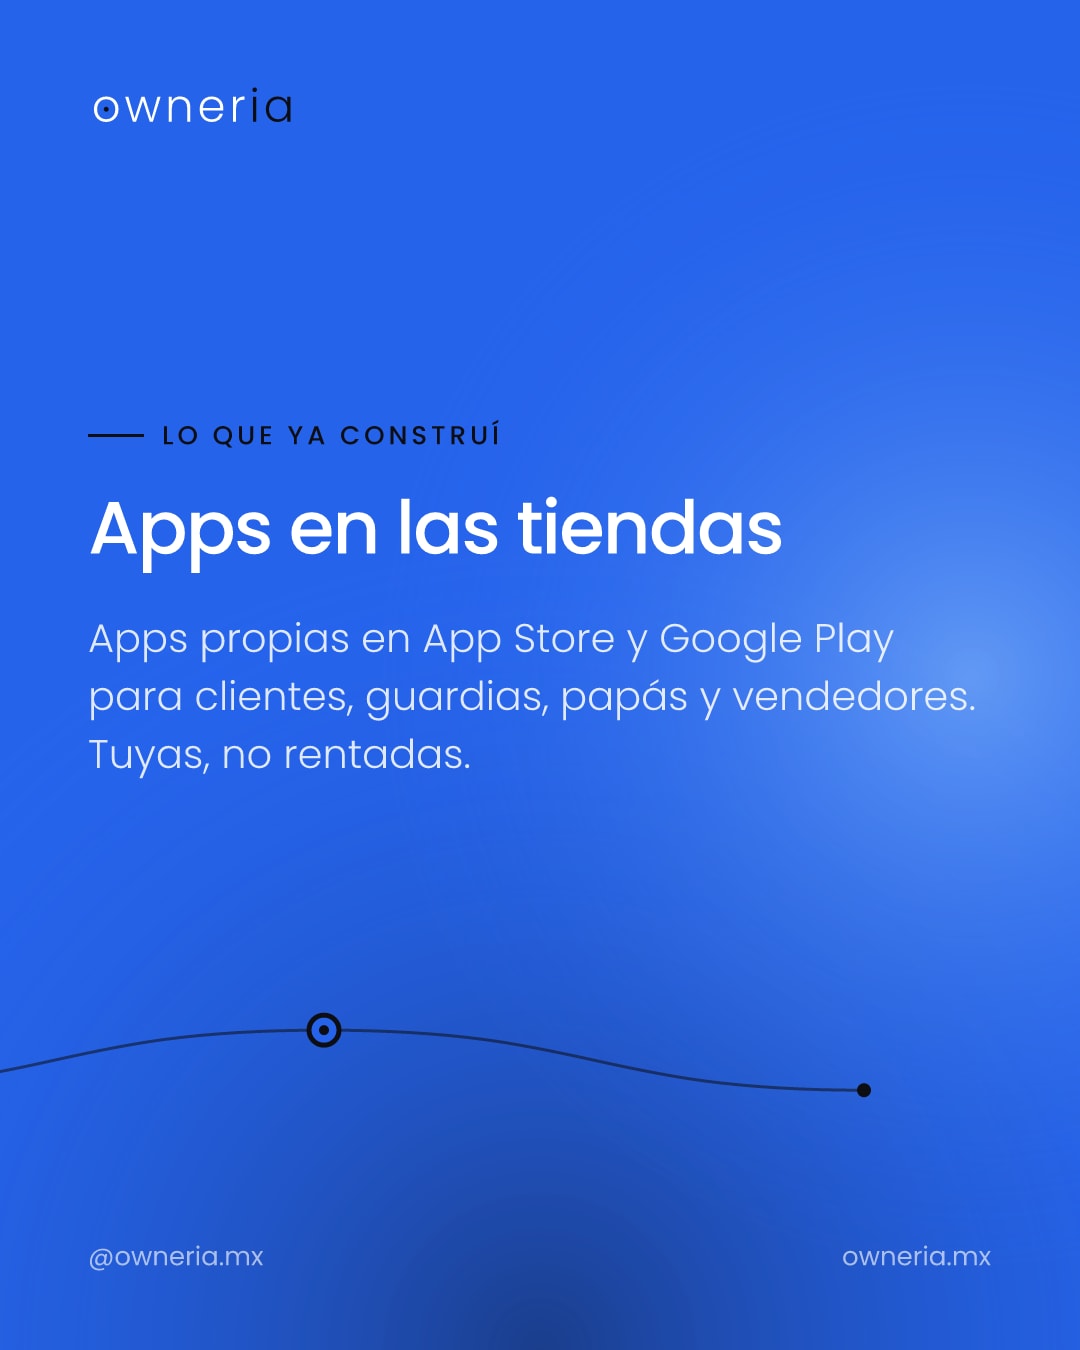 owneria
LO QUE YA CONSTRUÍ
Apps en las tiendas
Apps propias en App Store y Google Play
para clientes, guardias, papás y vendedores.
Tuyas, no rentadas.
@owneria.mx
owneria.mx